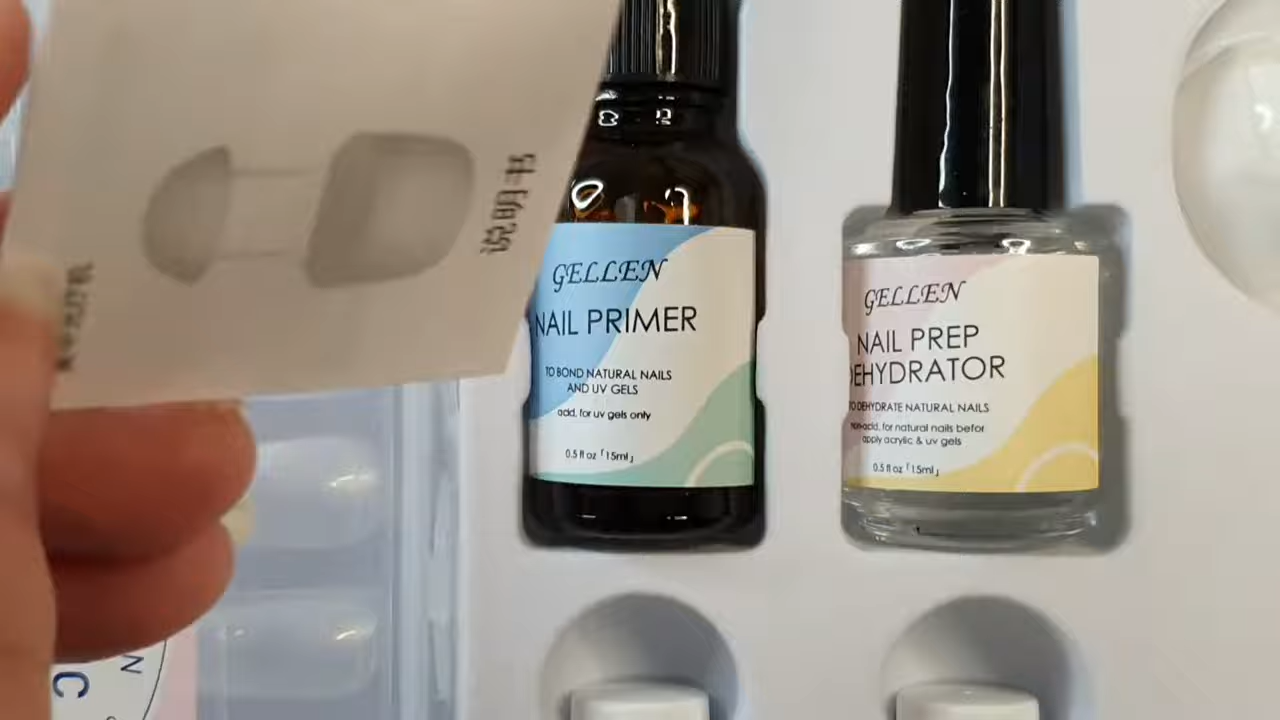 GELLEN
NAIL PRIMER
TO BOND NATURAL NAILS
AND UV GELS
acid, for uv gels only
0.5 fl oz「15ml」
GELLEN
NAIL PREP
DEHYDRATOR
TO DEHYDRATE NATURAL NAILS
non-acid, for natural nails befor
apply acrylic & uv gels
0.5 fl oz「15ml」
N
C